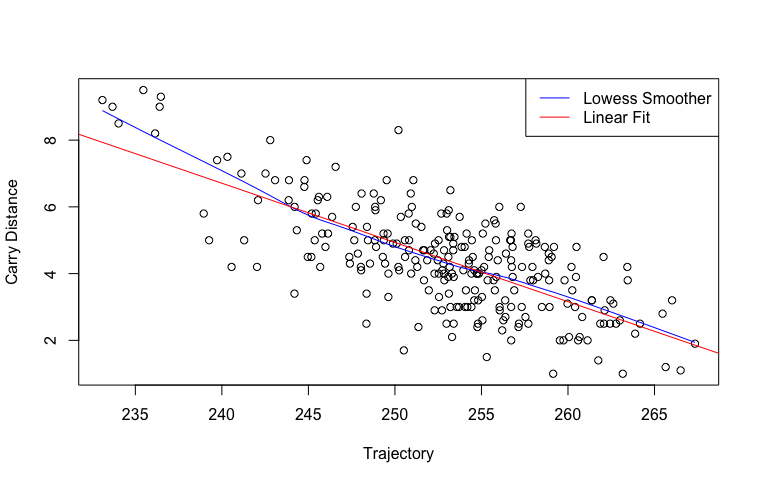 Lowess Smoother
Linear Fit
Carry Distance
8
6
4
2
235 240 245 250 255 260 265
Trajectory